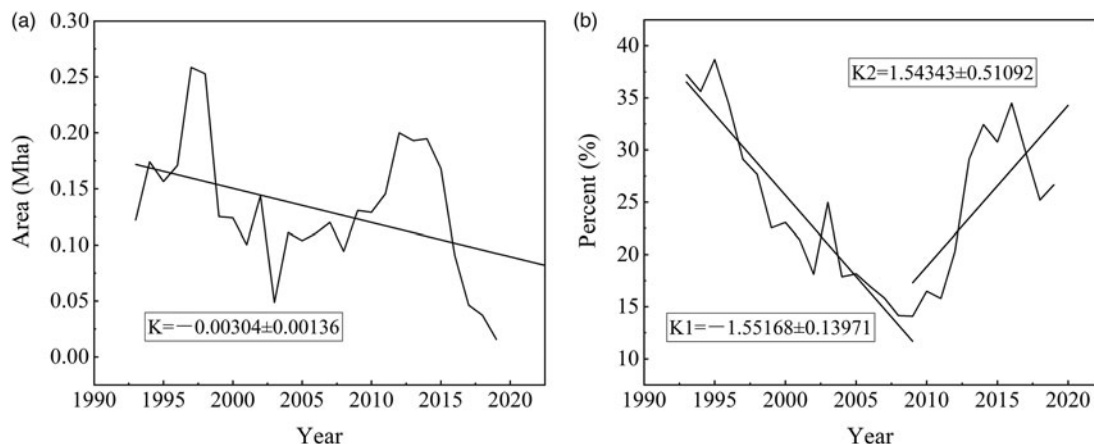 (a)
0.30
0.25
0.20
0.15
0.10
0.05
0.00
Area (Mha)
K=−0.00304±0.00136
1990 1995 2000 2005 2010 2015 2020
Year
(b)
40
35
30
25
20
15
10
Percent (%)
K2=1.54343±0.51092
K1=−1.55168±0.13971
1990 1995 2000 2005 2010 2015 2020
Year